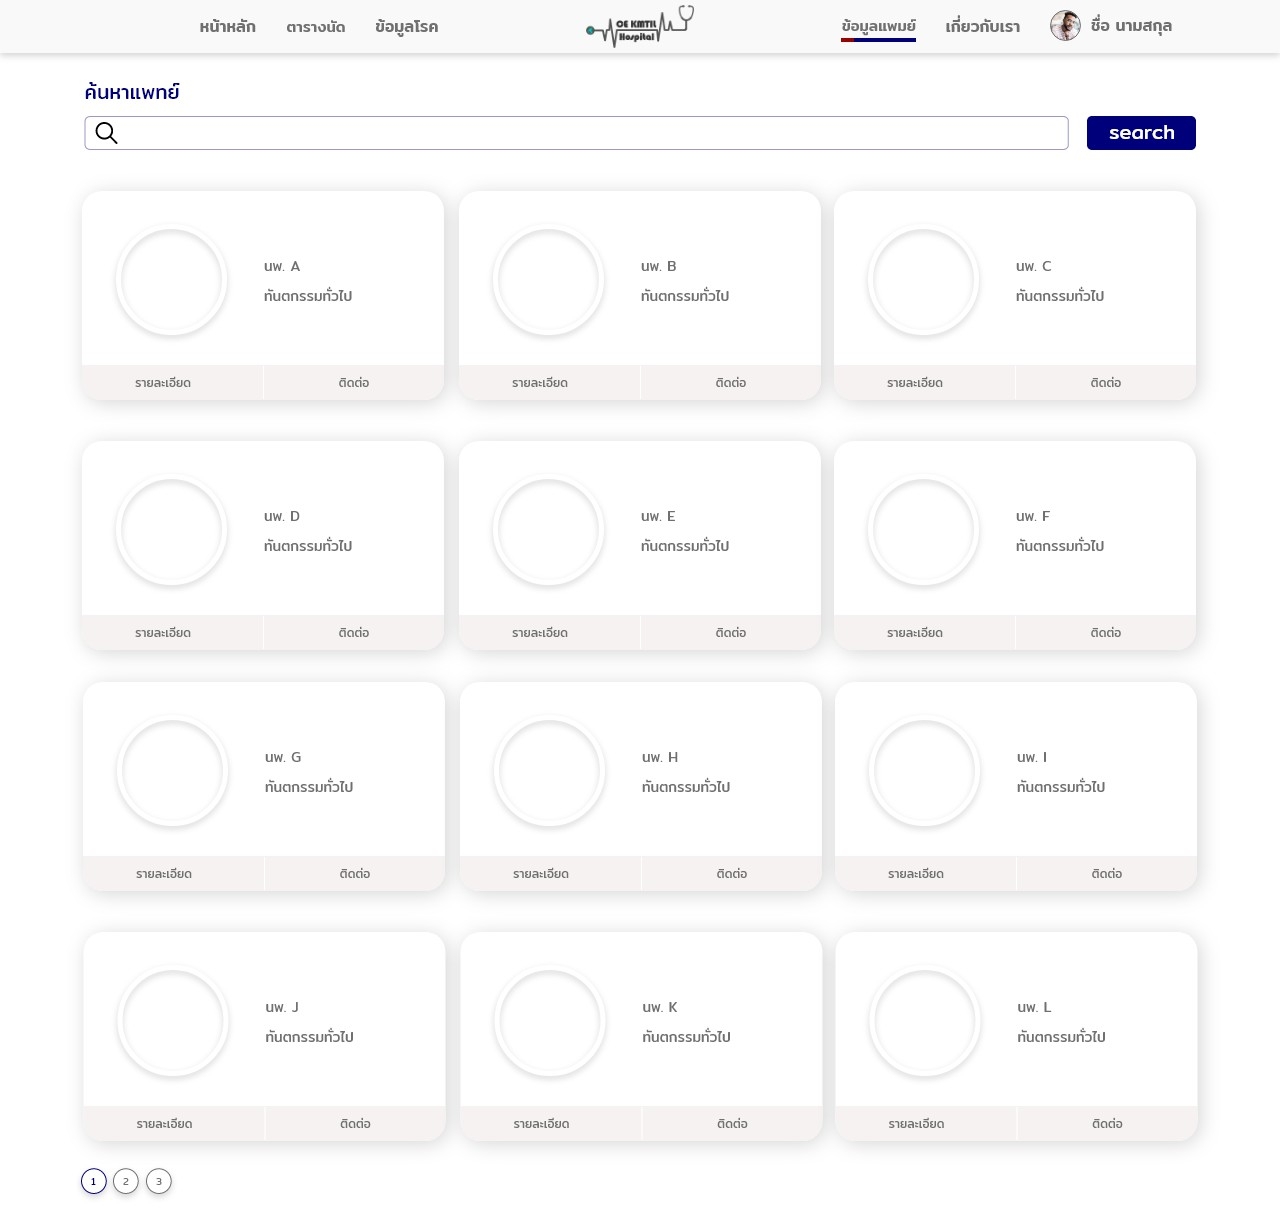 หน้าหลัก ตารางนัด ข้อมูลโรค OE KMTIL Hospital ข้อมูลแพมย์ เกี่ยวกับเรา ชื่อ นามสกุล
ค้นหาแพทย์
search
นพ. A
ทันตกรรมทั่วไป
รายละเอียด ติดต่อ
นพ. B
ทันตกรรมทั่วไป
รายละเอียด ติดต่อ
นพ. C
ทันตกรรมทั่วไป
รายละเอียด ติดต่อ
นพ. D
ทันตกรรมทั่วไป
รายละเอียด ติดต่อ
นพ. E
ทันตกรรมทั่วไป
รายละเอียด ติดต่อ
นพ. F
ทันตกรรมทั่วไป
รายละเอียด ติดต่อ
นพ. G
ทันตกรรมทั่วไป
รายละเอียด ติดต่อ
นพ. H
ทันตกรรมทั่วไป
รายละเอียด ติดต่อ
นพ. I
ทันตกรรมทั่วไป
รายละเอียด ติดต่อ
นพ. J
ทันตกรรมทั่วไป
รายละเอียด ติดต่อ
นพ. K
ทันตกรรมทั่วไป
รายละเอียด ติดต่อ
นพ. L
ทันตกรรมทั่วไป
รายละเอียด ติดต่อ
1 2 3